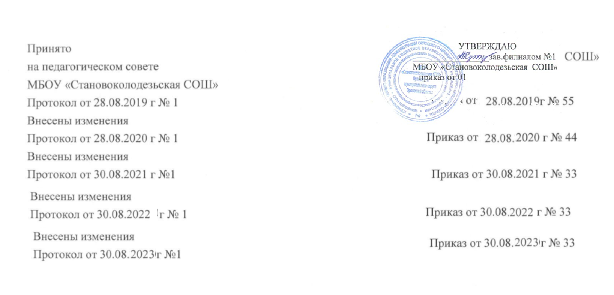 Принято
на педагогическом совете
МБОУ «Становоколодезьская СОШ»
Протокол от 28.08.2019 г № 1
Внесены изменения
Протокол от 28.08.2020 г № 1
Внесены изменения
Протокол от 30.08.2021 г №1
Внесены изменения
Протокол от 30.08.2022 г № 1
Внесены изменения
Протокол от 30.08.2023г №1
УТВЕРЖДАЮ
Зав.филиалом №1 СОШ»
МБОУ «Становоколодезьская СОШ»
приказ от 01
от 28.08.2019г № 55
Приказ от 28.08.2020 г № 44
Приказ от 30.08.2021 г № 33
Приказ от 30.08.2022 г № 33
Приказ от 30.08.2023г № 33